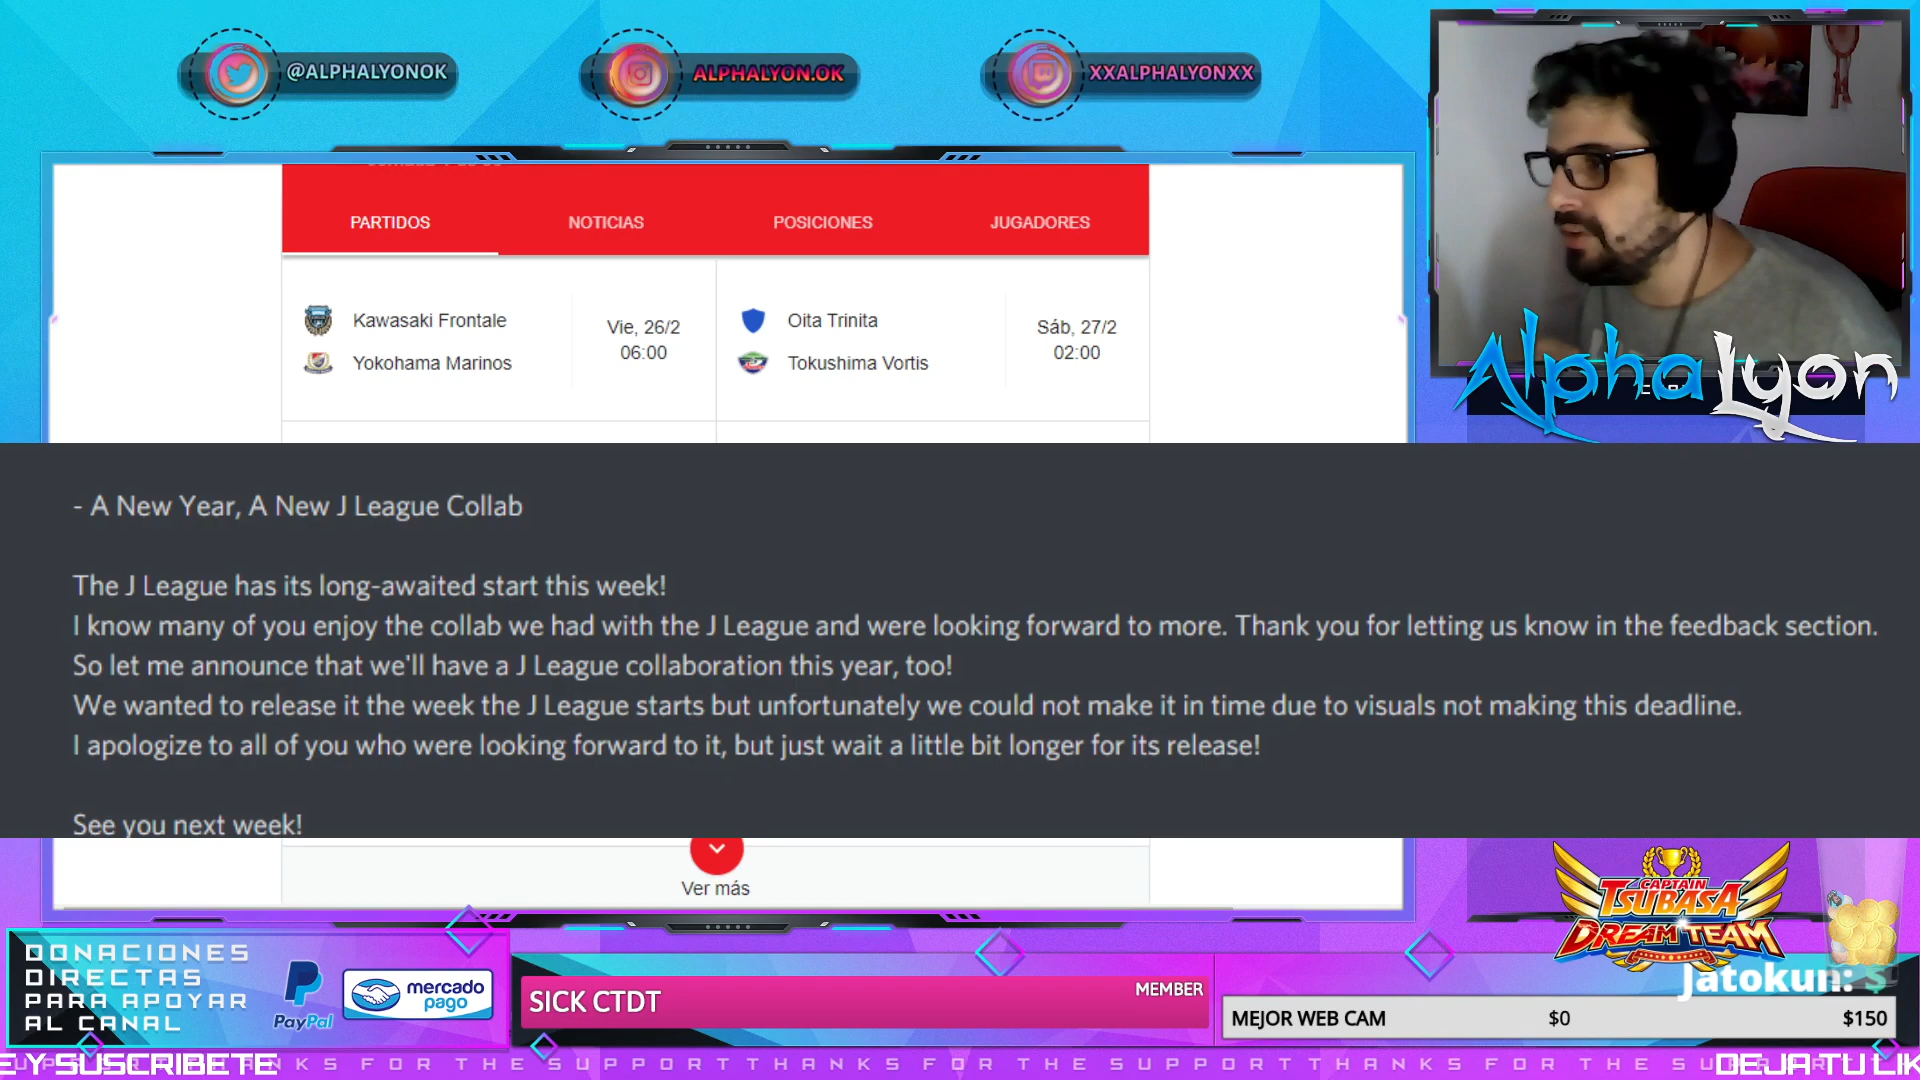 @ALPHALYONOK
ALPHALYON.OK
XXALPHALYONXX
PARTIDOS
NOTICIAS
POSICIONES
JUGADORES
Kawasaki Frontale
Yokohama Marinos
Vie, 26/2
06:00
Oita Trinita
Tokushima Vortis
Sáb, 27/2
02:00
AlphaLyon
- A New Year, A New J League Collab
The J League has its long-awaited start this week!
I know many of you enjoy the collab we had with the J League and were looking forward to more. Thank you for letting us know in the feedback section.
So let me announce that we'll have a J League collaboration this year, too!
We wanted to release it the week the J League starts but unfortunately we could not make it in time due to visuals not making this deadline.
I apologize to all of you who were looking forward to it, but just wait a little bit longer for its release!
See you next week!
Ver más
CAPTAIN
TSUBASA
DREAM TEAM
Jatokun: $
DONACIONES
DIRECTAS
PARA APOYAR
AL CANAL
PayPal
mercado
pago
SICK CTDT
MEMBER
MEJOR WEB CAM
$0
$150
EY SUSCRIBETE
THANKS FOR THE SUPPORT
DEJA TU LIK